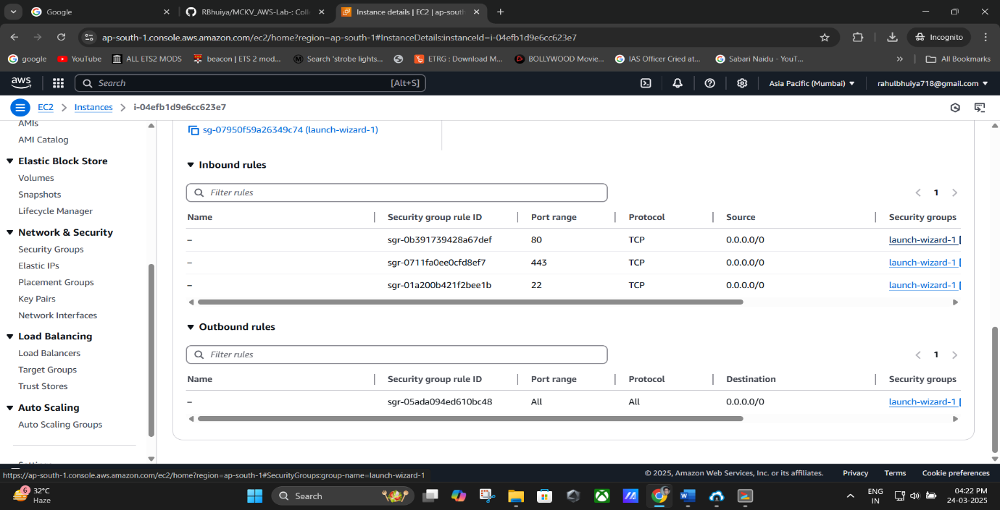 Google
RBhuiya/MCKV_AWS-Lab-: Coll
Instance details | EC2 | ap-sout
ap-south-1.console.aws.amazon.com/ec2/home?region=ap-south-1#InstanceDetails:instanceId=i-04efb1d9e6cc623e7
Incognito
google
YouTube
ALL ETS2 MODS
beacon | ETS 2 mod...
Search 'strobe lights...
ETRG : Download M...
BOLLYWOOD Movie...
IAS Officer Cried at...
Sabari Naidu - YouT...
All Bookmarks
aws
Search
[Alt+S]
Asia Pacific (Mumbai)
rahulbhuiya718@gmail.com
EC2 > Instances > i-04efb1d9e6cc623e7
AMIs
AMI Catalog
Elastic Block Store
Volumes
Snapshots
Lifecycle Manager
Network & Security
Security Groups
Elastic IPs
Placement Groups
Key Pairs
Network Interfaces
Load Balancing
Load Balancers
Target Groups
Trust Stores
Auto Scaling
Auto Scaling Groups
Settings
sg-07950f59a26349c74 (launch-wizard-1)
Inbound rules
Filter rules
1
Name Security group rule ID Port range Protocol Source Security groups
– sgr-0b391739428a67def 80 TCP 0.0.0.0/0 launch-wizard-1
– sgr-0711fa0ee0cfd8ef7 443 TCP 0.0.0.0/0 launch-wizard-1
– sgr-01a200b421f2bee1b 22 TCP 0.0.0.0/0 launch-wizard-1
Outbound rules
Filter rules
1
Name Security group rule ID Port range Protocol Destination Security groups
– sgr-05ada094ed610bc48 All All 0.0.0.0/0 launch-wizard-1
https://ap-south-1.console.aws.amazon.com/ec2/home?region=ap-south-1#SecurityGroups:group-name=launch-wizard-1
© 2025, Amazon Web Services, Inc. or its affiliates.
Privacy
Terms
Cookie preferences
6
32°C
Haze
Search
ENG
IN
04:22 PM
24-03-2025